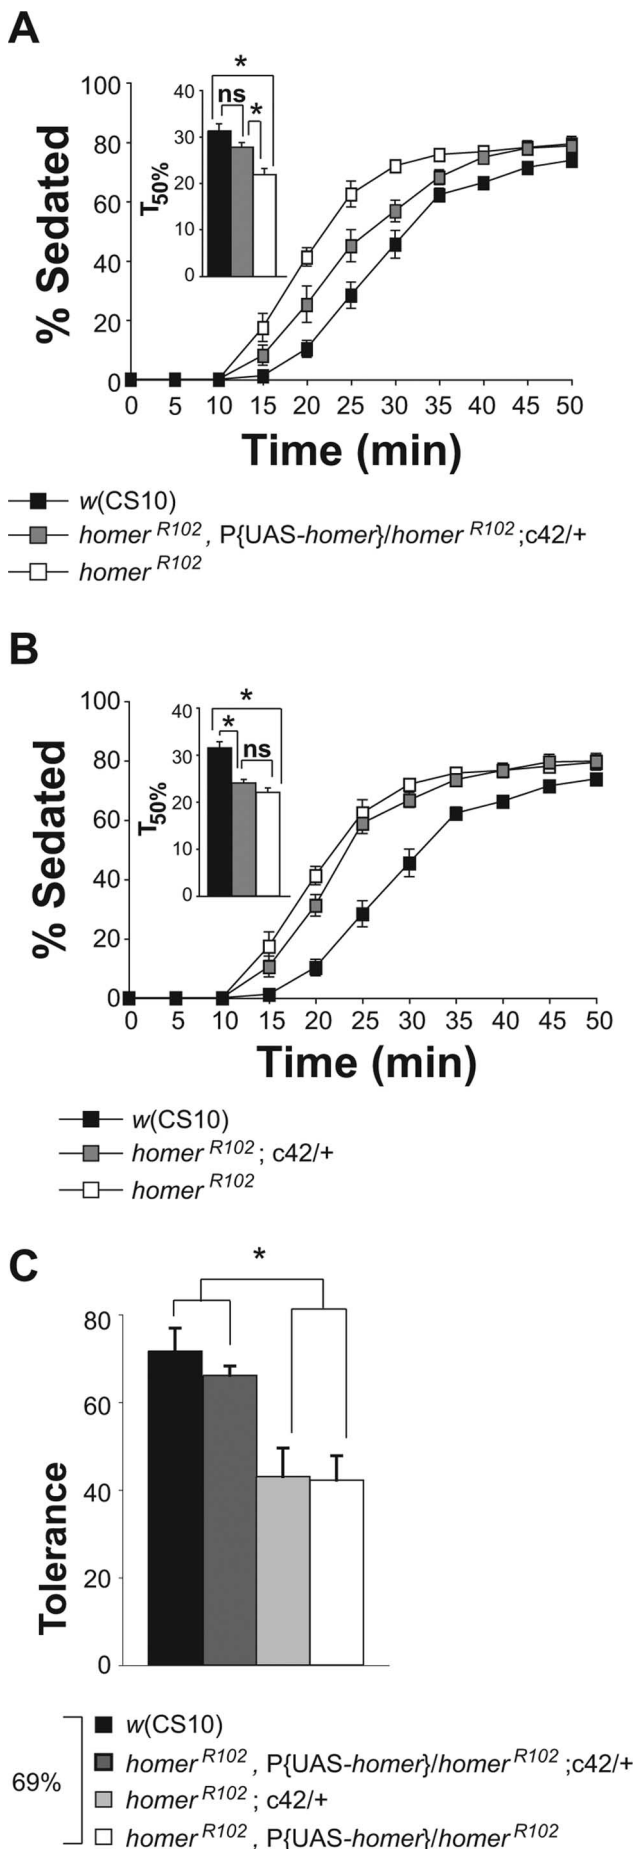 A
100
80
60
40
20
0
% Sedated
40
30
20
10
0
T50%
*
ns
*
0 5 10 15 20 25 30 35 40 45 50
Time (min)
w(CS10)
homer R102 , P{UAS-homer}/homer R102 ;c42/+
homer R102
B
100
80
60
40
20
0
% Sedated
40
30
20
10
0
T50%
*
*
ns
0 5 10 15 20 25 30 35 40 45 50
Time (min)
w(CS10)
homer R102 ; c42/+
homer R102
C
*
80
60
40
20
0
Tolerance
69%
w(CS10)
homer R102 , P{UAS-homer}/homer R102 ;c42/+
homer R102 ; c42/+
homer R102 , P{UAS-homer}/homer R102